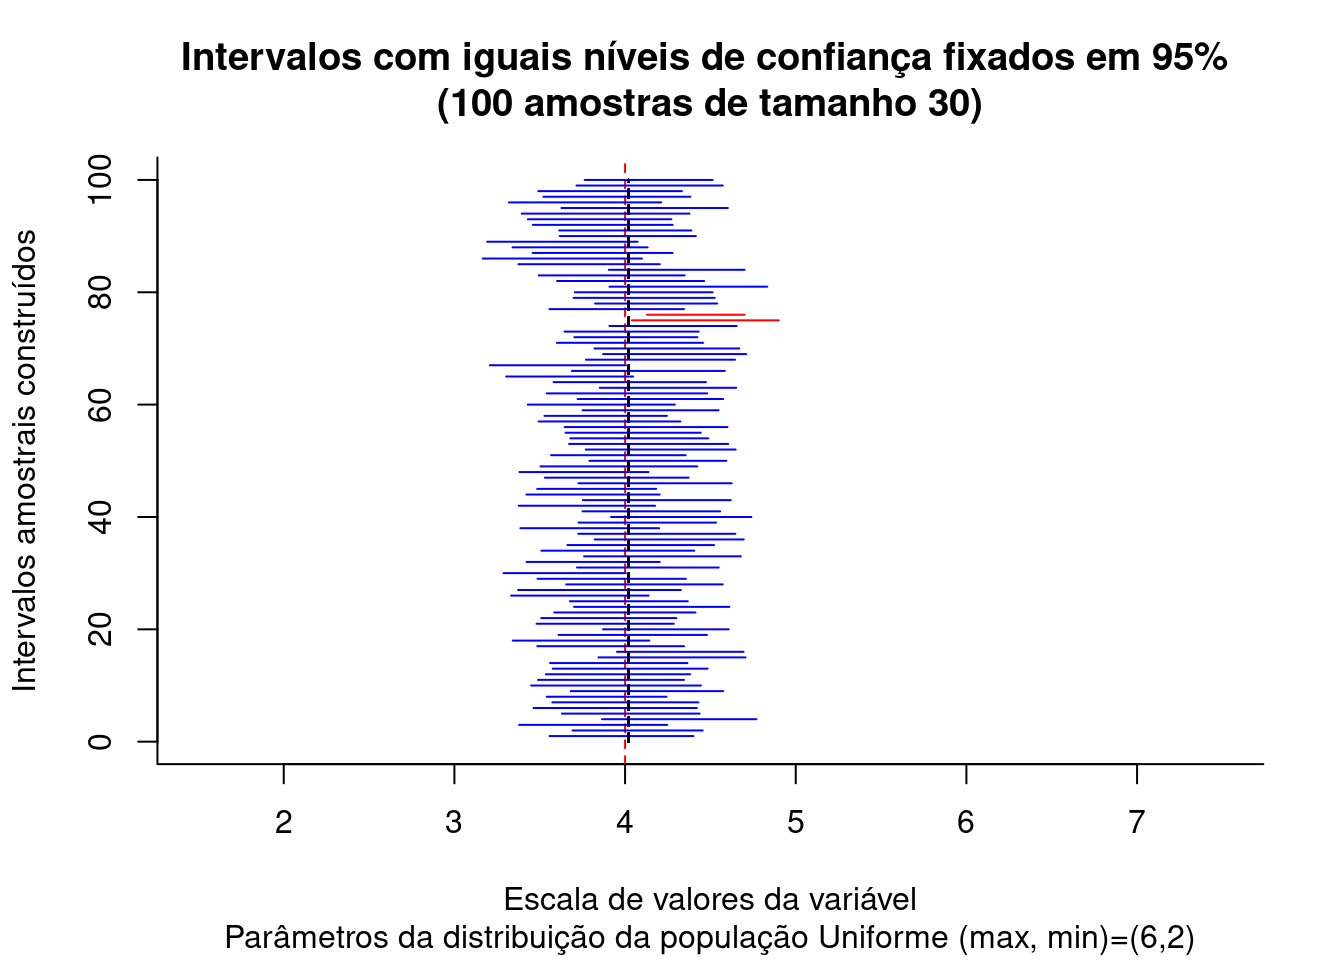 Intervalos com iguais níveis de confiança fixados em 95%
(100 amostras de tamanho 30)
Intervalos amostrais construídos
100
80
60
40
20
0
2 3 4 5 6 7
Escala de valores da variável
Parâmetros da distribuição da população Uniforme (max, min)=(6,2)